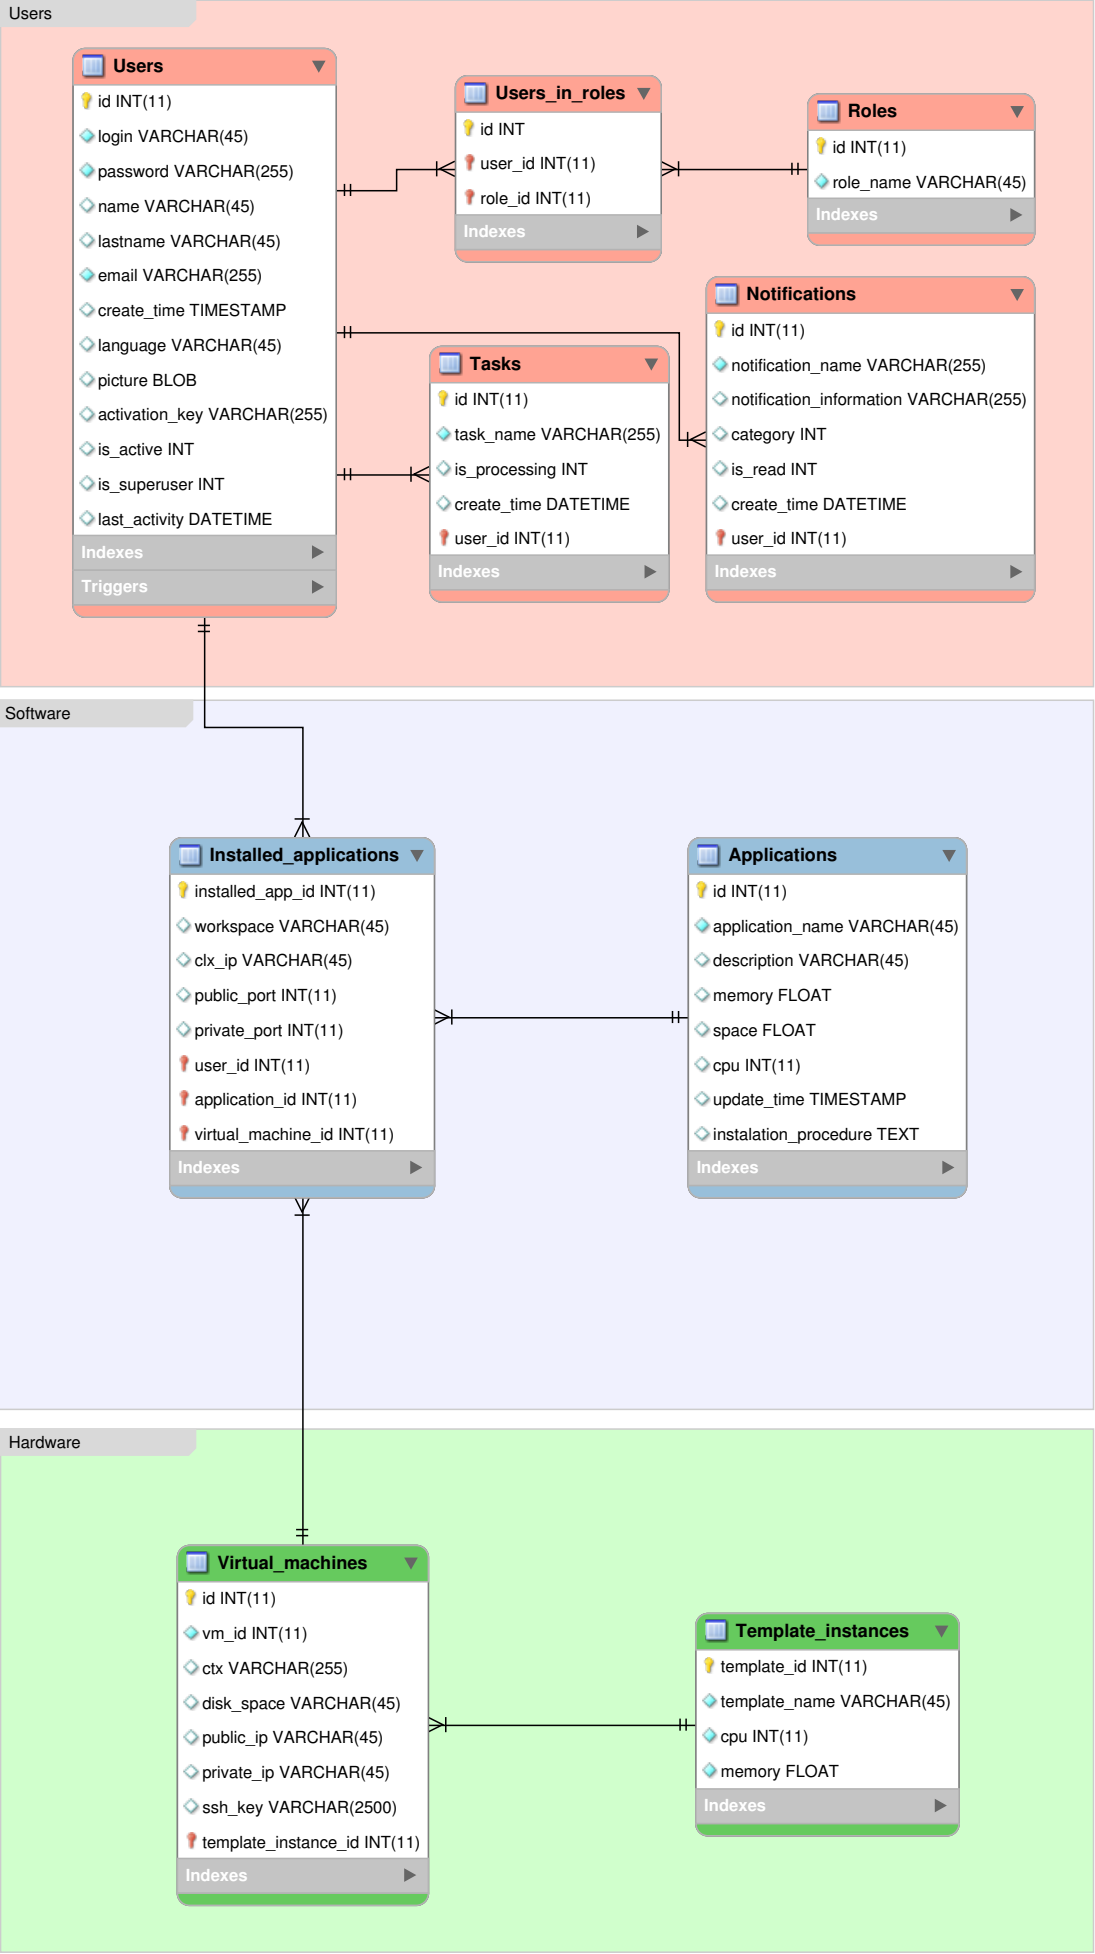 Users
Users
id INT(11)
login VARCHAR(45)
password VARCHAR(255)
name VARCHAR(45)
lastname VARCHAR(45)
email VARCHAR(255)
create_time TIMESTAMP
language VARCHAR(45)
picture BLOB
activation_key VARCHAR(255)
is_active INT
is_superuser INT
last_activity DATETIME
Indexes
Triggers
Users_in_roles
id INT
user_id INT(11)
role_id INT(11)
Indexes
Roles
id INT(11)
role_name VARCHAR(45)
Indexes
Tasks
id INT(11)
task_name VARCHAR(255)
is_processing INT
create_time DATETIME
user_id INT(11)
Indexes
Notifications
id INT(11)
notification_name VARCHAR(255)
notification_information VARCHAR(255)
category INT
is_read INT
create_time DATETIME
user_id INT(11)
Indexes
Software
Installed_applications
installed_app_id INT(11)
workspace VARCHAR(45)
clx_ip VARCHAR(45)
public_port INT(11)
private_port INT(11)
user_id INT(11)
application_id INT(11)
virtual_machine_id INT(11)
Indexes
Applications
id INT(11)
application_name VARCHAR(45)
description VARCHAR(45)
memory FLOAT
space FLOAT
cpu INT(11)
update_time TIMESTAMP
instalation_procedure TEXT
Indexes
Hardware
Virtual_machines
id INT(11)
vm_id INT(11)
ctx VARCHAR(255)
disk_space VARCHAR(45)
public_ip VARCHAR(45)
private_ip VARCHAR(45)
ssh_key VARCHAR(2500)
template_instance_id INT(11)
Indexes
Template_instances
template_id INT(11)
template_name VARCHAR(45)
cpu INT(11)
memory FLOAT
Indexes